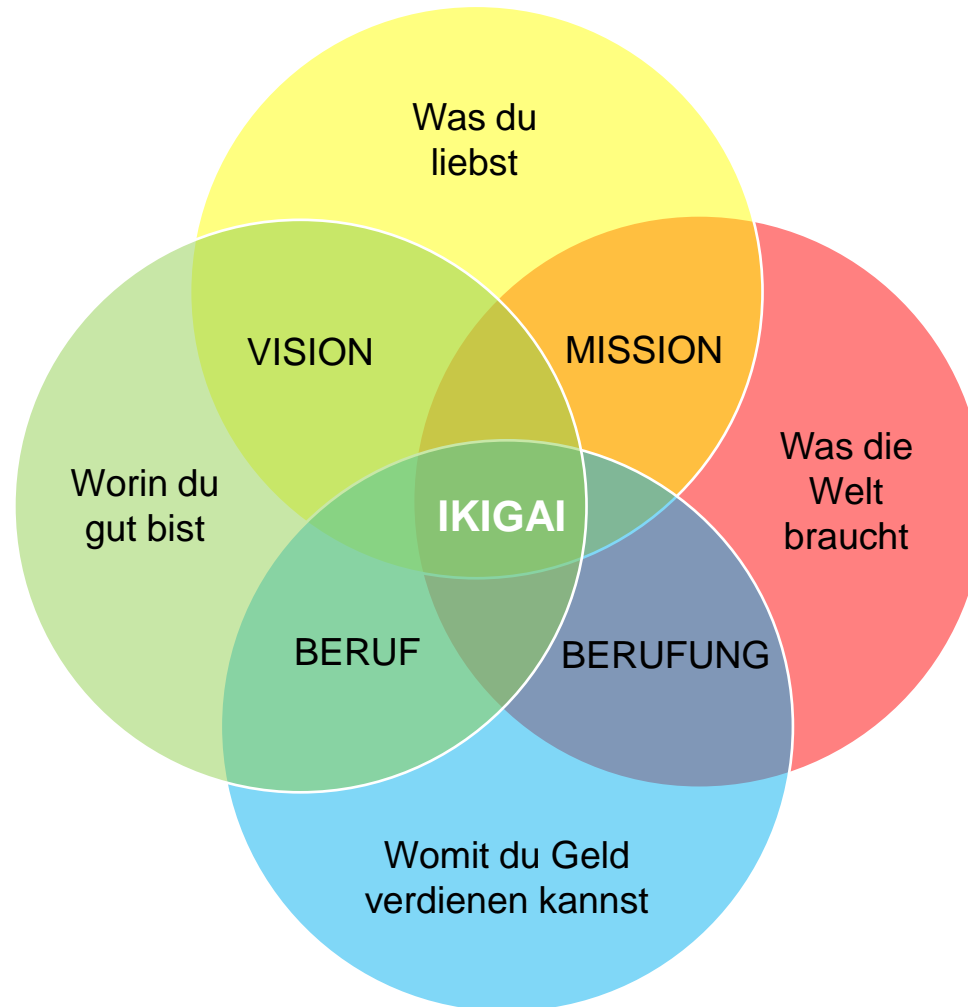 Was du
liebst
VISION
MISSION
Worin du
gut bist
IKIGAI
Was die
Welt
braucht
BERUF
BERUFUNG
Womit du Geld
verdienen kannst